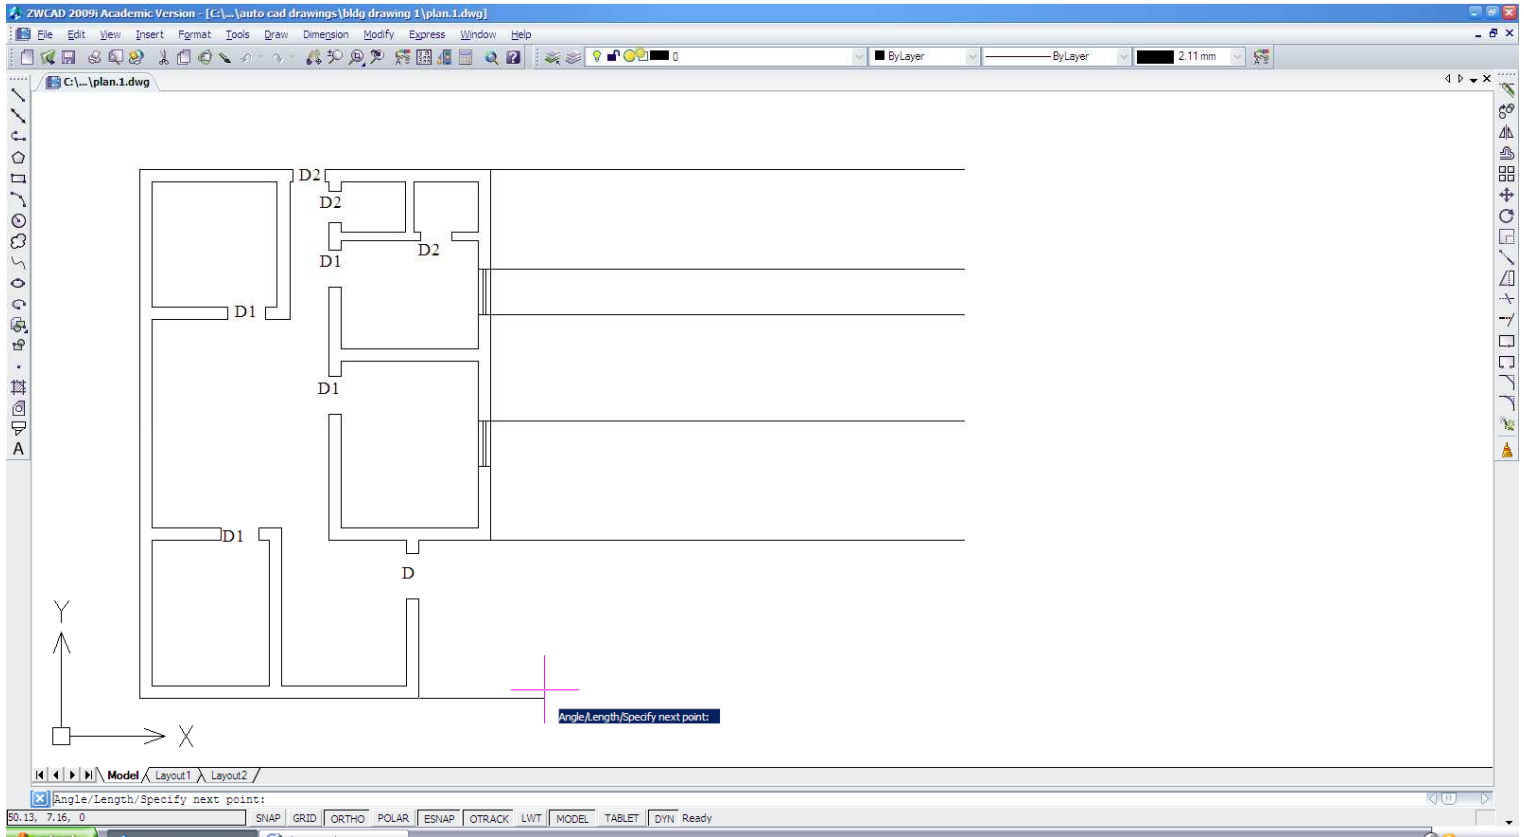 ZWCAD 2009i Academic Version - [C:\...\auto cad drawings\bldg drawing 1\plan.1.dwg]
File Edit View Insert Format Tools Draw Dimension Modify Express Window Help
0 ByLayer ByLayer 2.11 mm
C:\...\plan.1.dwg
D2
D2
D2
D1
D1
D1
D1
D
Y
X
Angle/Length/Specify next point:
A
Model Layout1 Layout2
Angle/Length/Specify next point:
50.13, 7.16, 0 SNAP GRID ORTHO POLAR ESNAP OTRACK LWT MODEL TABLET DYN Ready